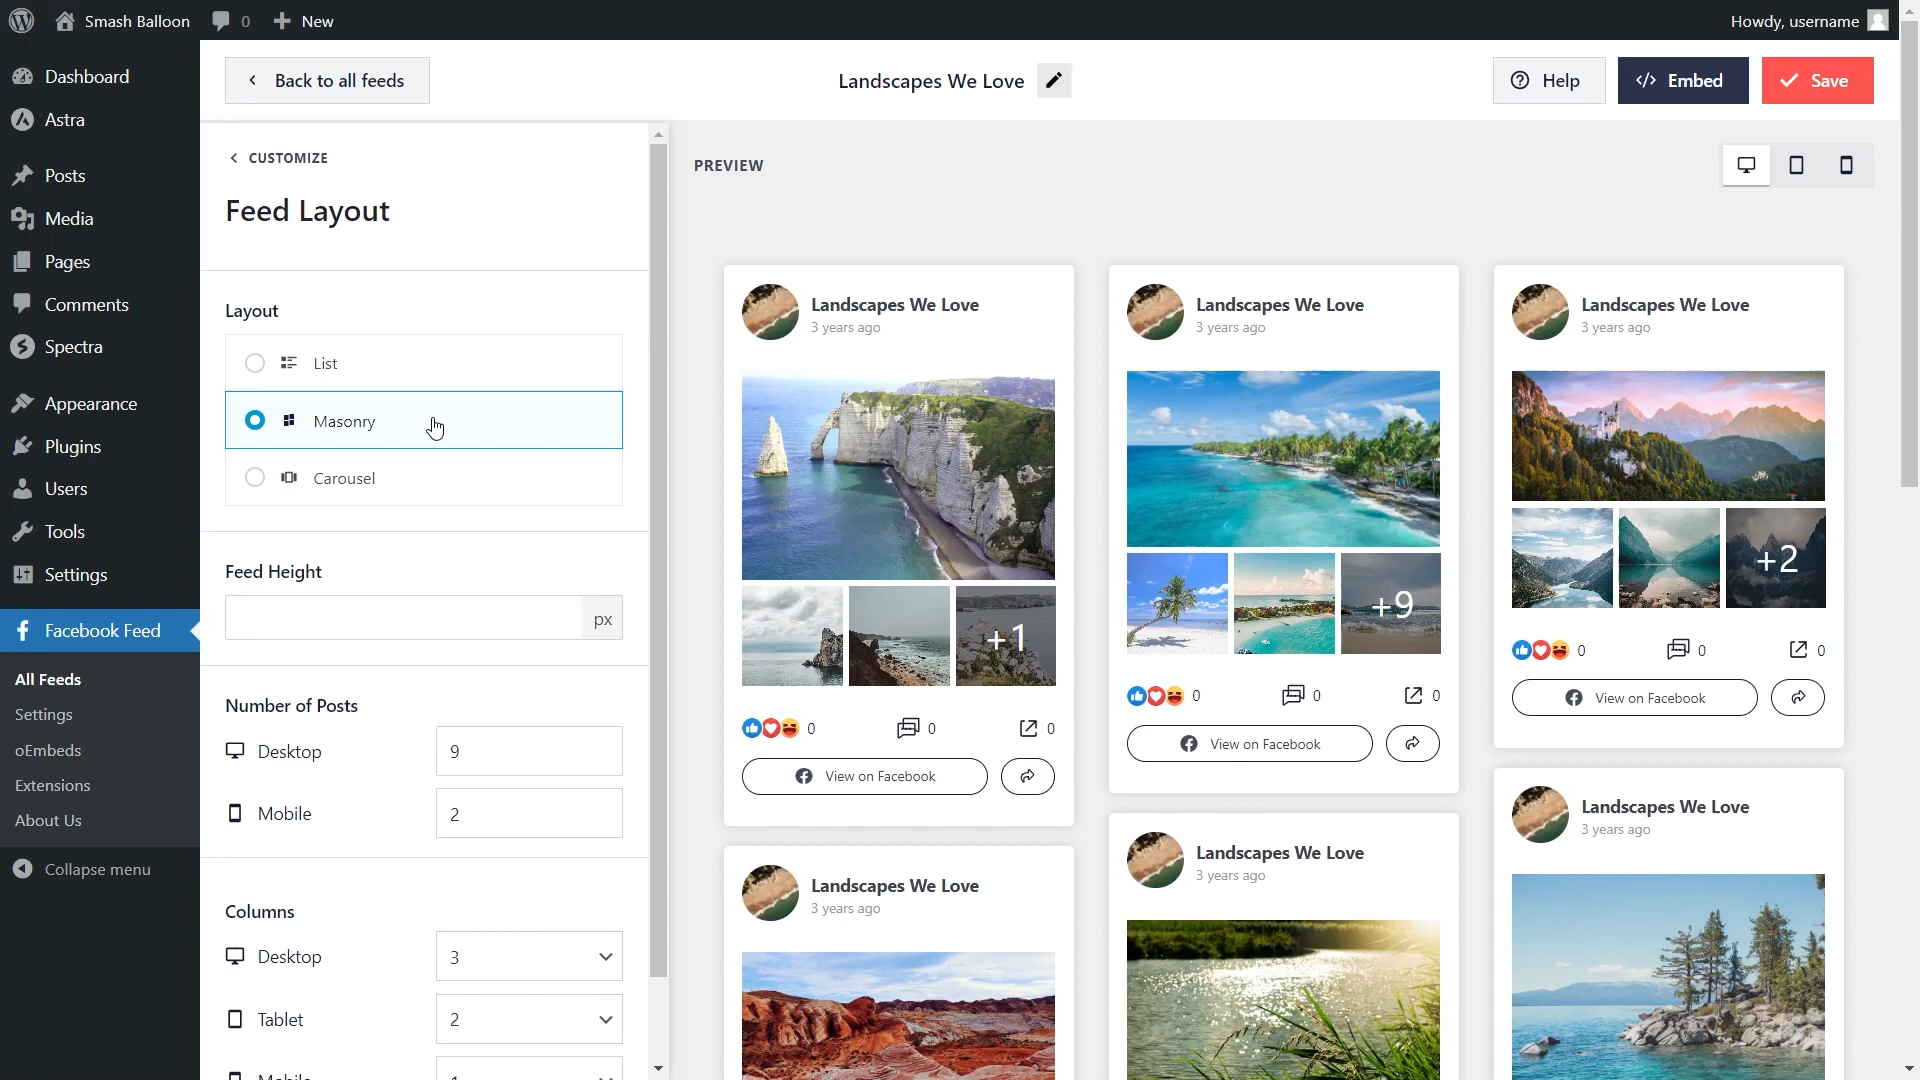 Smash Balloon
0
New
Howdy, username
Dashboard
Astra
Posts
Media
Pages
Comments
Spectra
Appearance
Plugins
Users
Tools
Settings
Facebook Feed
All Feeds
Settings
oEmbeds
Extensions
About Us
Collapse menu
Back to all feeds
Landscapes We Love
Help
</> Embed
Save
CUSTOMIZE
Feed Layout
Layout
List
Masonry
Carousel
Feed Height
px
Number of Posts
Desktop
9
Mobile
2
Columns
Desktop
3
Tablet
2
PREVIEW
Landscapes We Love
3 years ago
+1
0
0
0
View on Facebook
Landscapes We Love
3 years ago
Landscapes We Love
3 years ago
+9
0
0
0
View on Facebook
Landscapes We Love
3 years ago
Landscapes We Love
3 years ago
+2
0
0
0
View on Facebook
Landscapes We Love
3 years ago